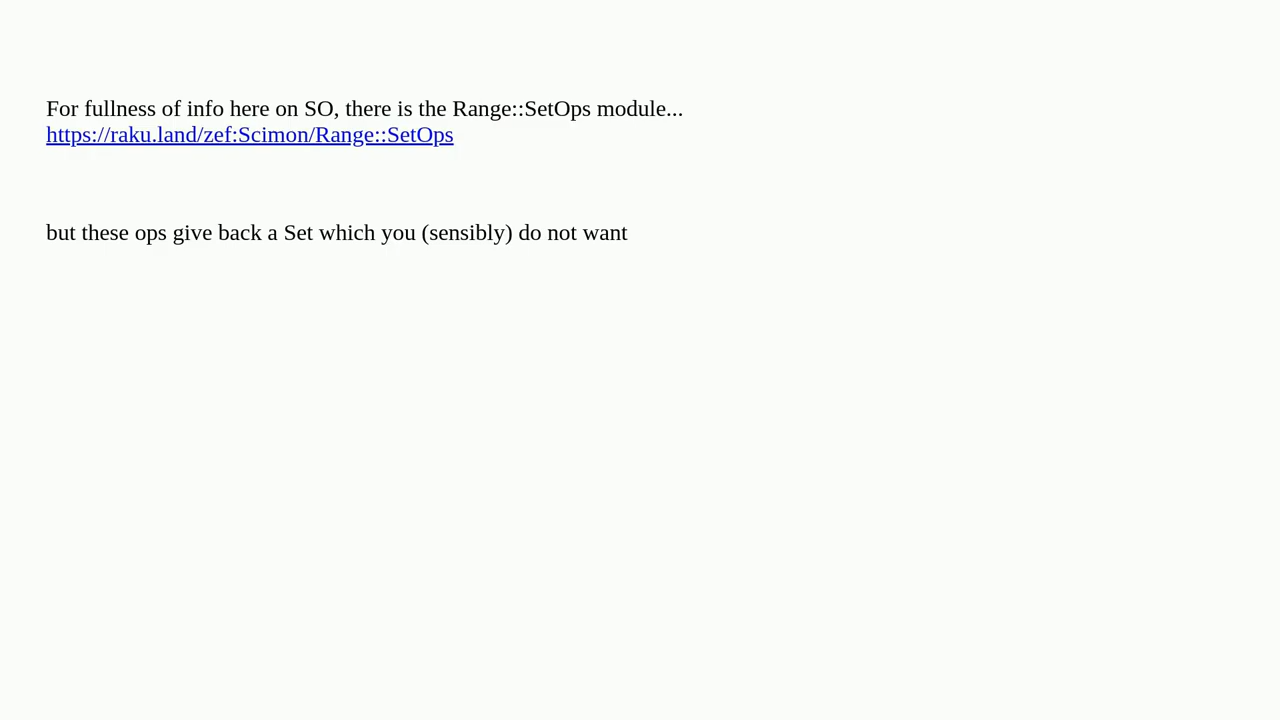 For fullness of info here on SO, there is the Range::SetOps module...
https://raku.land/zef:Scimon/Range::SetOps
but these ops give back a Set which you (sensibly) do not want